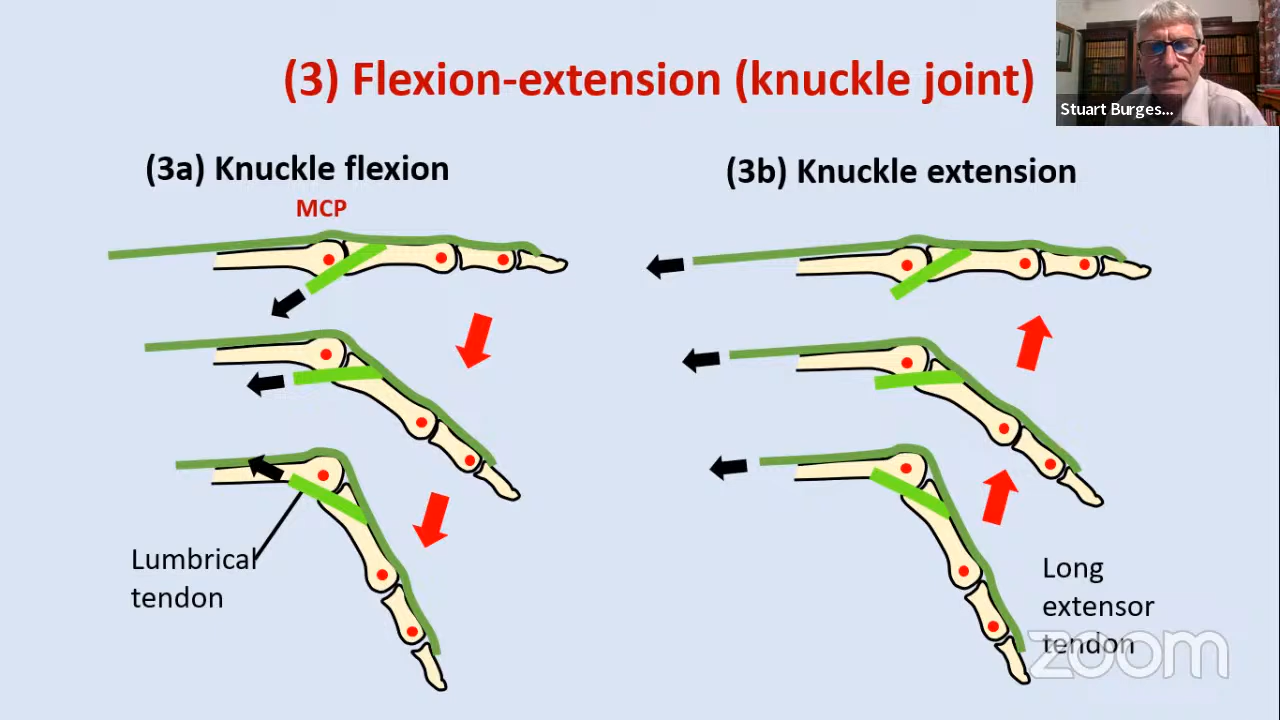 (3) Flexion-extension (knuckle joint)
Stuart Burges...
(3a) Knuckle flexion
MCP
(3b) Knuckle extension
Lumbrical
tendon
Long
extensor
tendon
zoom